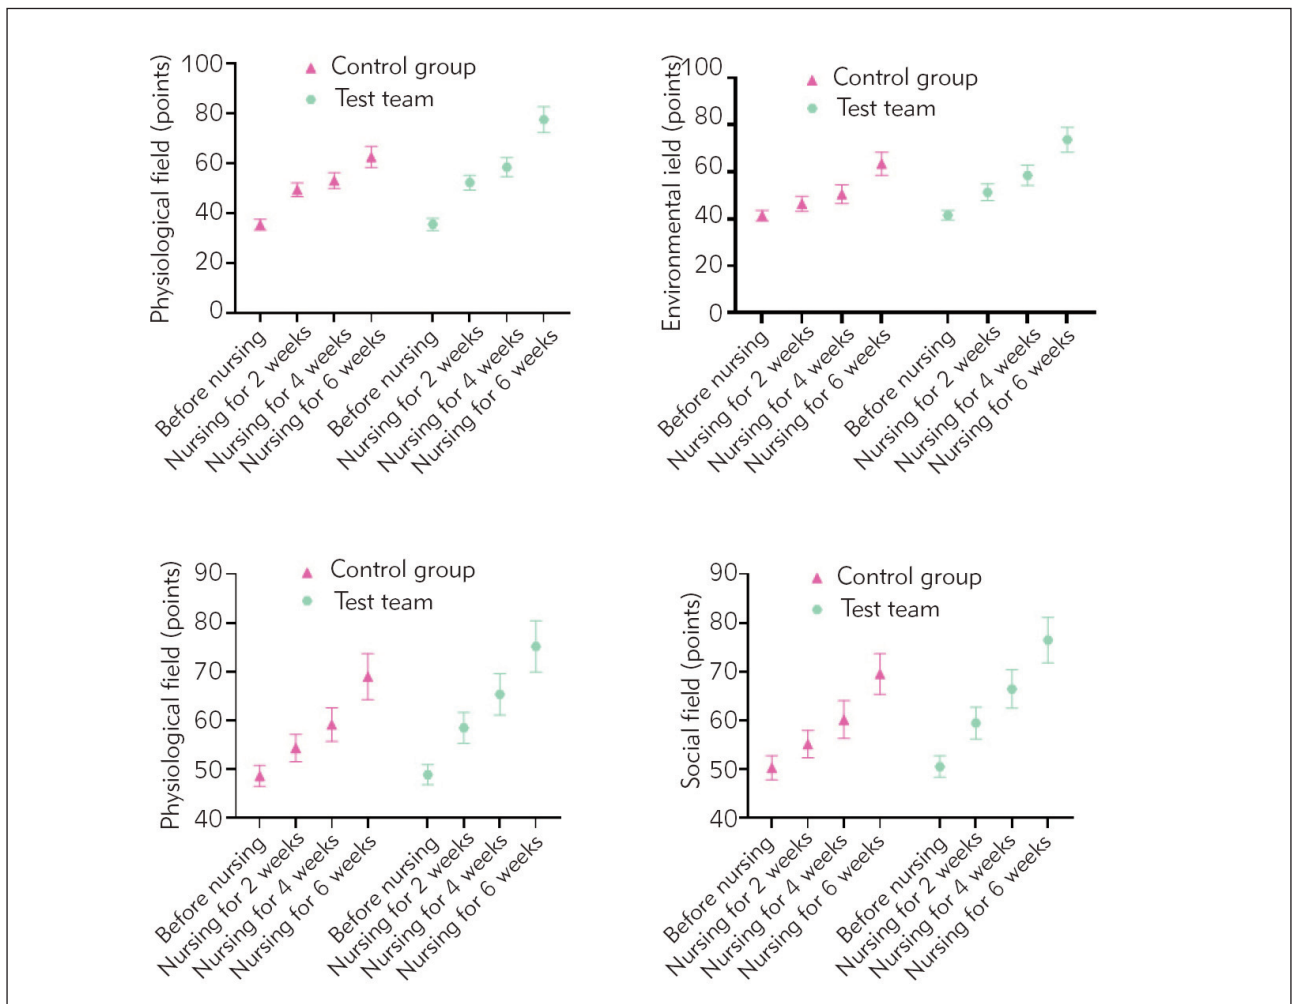 Physiological field (points)
100
80
60
40
20
0
Control group
Test team
Before nursing
Nursing for 2 weeks
Nursing for 4 weeks
Nursing for 6 weeks
Before nursing
Nursing for 2 weeks
Nursing for 4 weeks
Nursing for 6 weeks
Environmental ield (points)
100
80
60
40
20
0
Control group
Test team
Before nursing
Nursing for 2 weeks
Nursing for 4 weeks
Nursing for 6 weeks
Before nursing
Nursing for 2 weeks
Nursing for 4 weeks
Nursing for 6 weeks
Physiological field (points)
90
80
70
60
50
40
Control group
Test team
Before nursing
Nursing for 2 weeks
Nursing for 4 weeks
Nursing for 6 weeks
Before nursing
Nursing for 2 weeks
Nursing for 4 weeks
Nursing for 6 weeks
Social field (points)
90
80
70
60
50
40
Control group
Test team
Before nursing
Nursing for 2 weeks
Nursing for 4 weeks
Nursing for 6 weeks
Before nursing
Nursing for 2 weeks
Nursing for 4 weeks
Nursing for 6 weeks